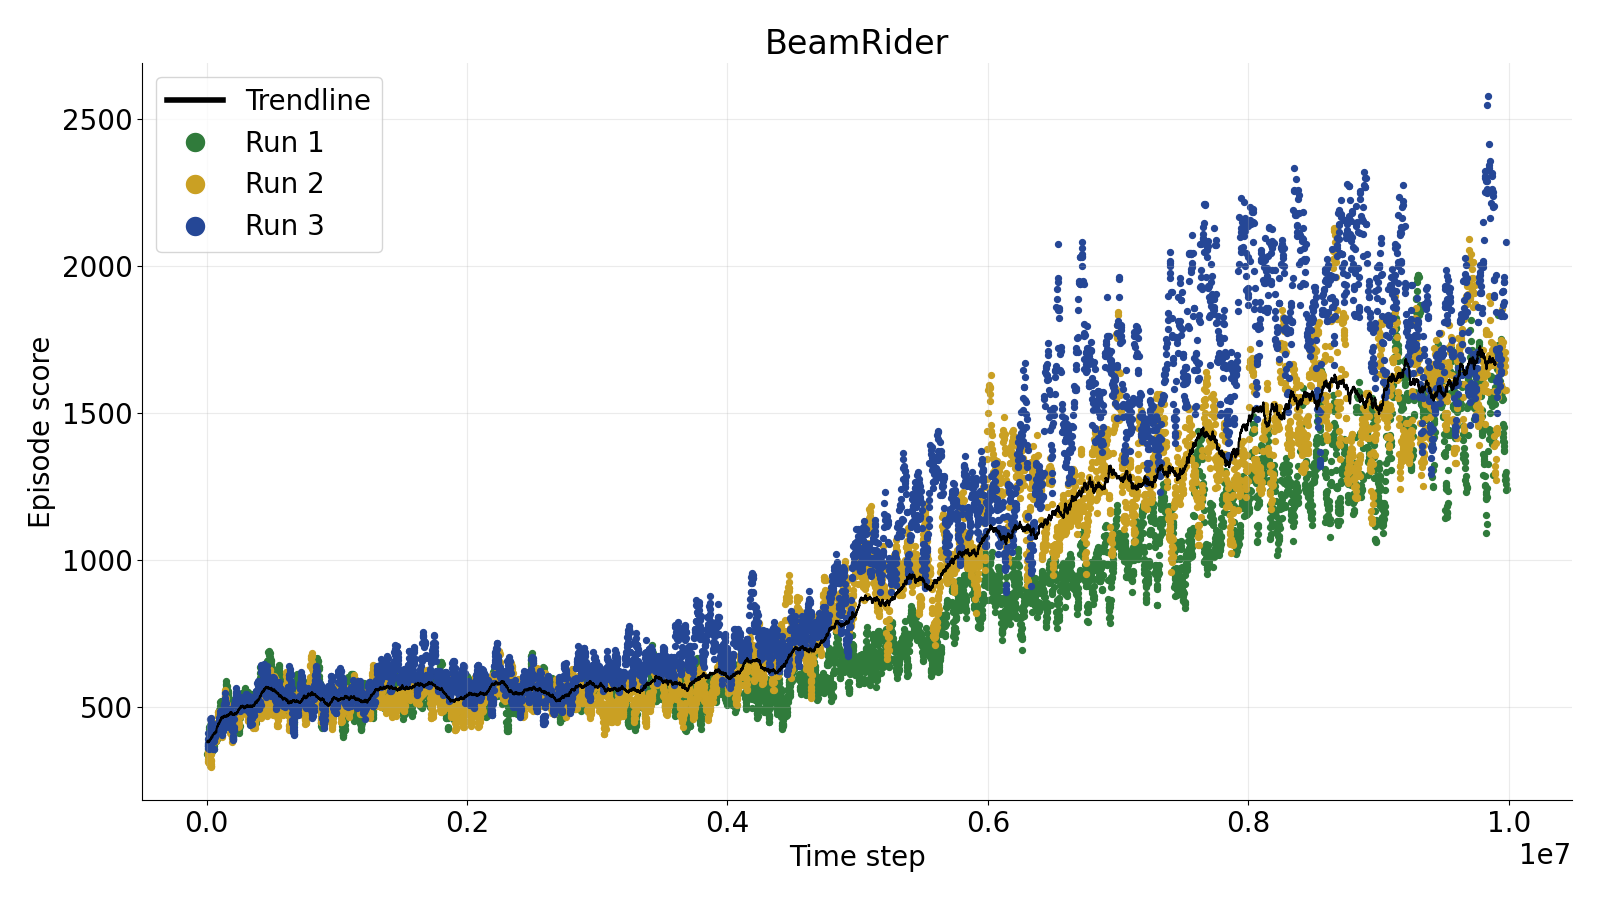 BeamRider
Trendline
Run 1
Run 2
Run 3
Episode score
2500
2000
1500
1000
500
0.0 0.2 0.4 0.6 0.8 1.0
1e7
Time step